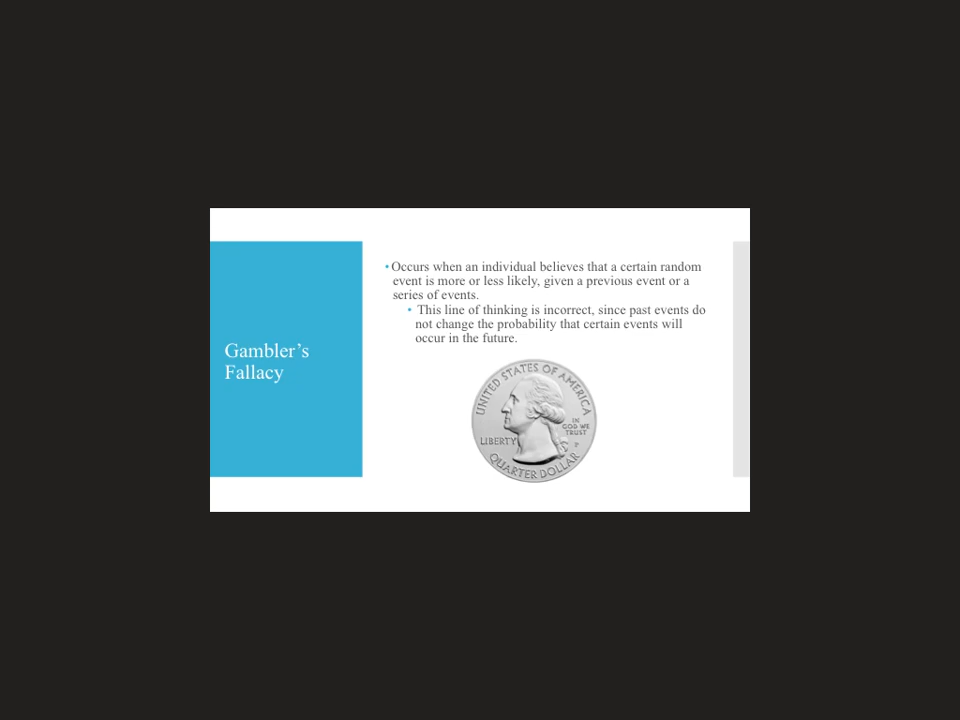 Gambler’s
Fallacy
• Occurs when an individual believes that a certain random
event is more or less likely, given a previous event or a
series of events.
• This line of thinking is incorrect, since past events do
not change the probability that certain events will
occur in the future.
UNITED STATES OF AMERICA
IN
GOD WE
TRUST
LIBERTY
P
QUARTER DOLLAR